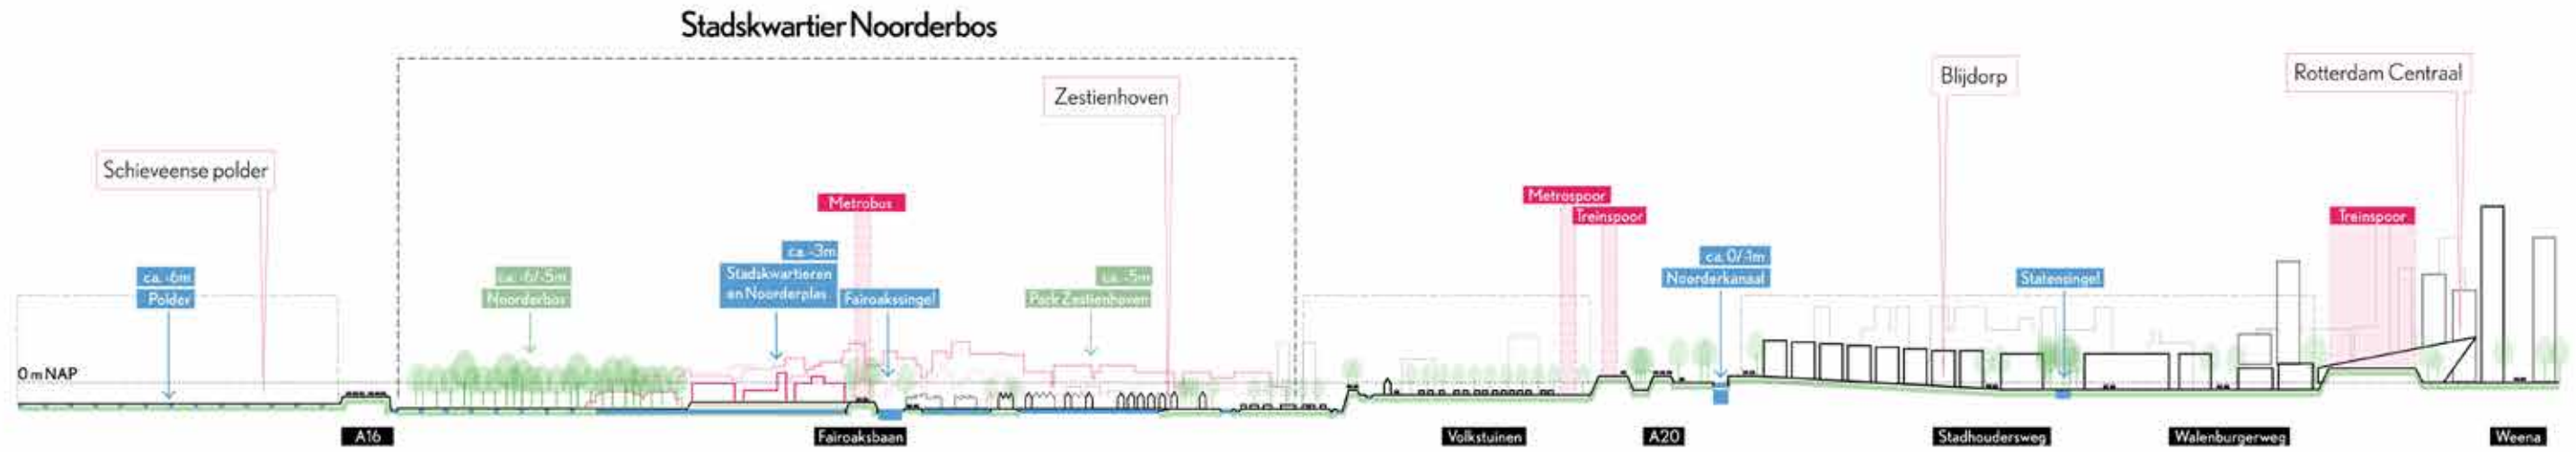 Stadskwartier Noorderbos
Schieveense polder
Zestienhoven
Blijdorp
Rotterdam Centraal
Metrobus
Metrospoor
Treinspoor
Treinspoor
ca. -6m
Polder
ca. -6/-5m
Noorderbos
ca. -3m
Stadskwartieren
en Noorderplas
Fairoakssingel
ca. -5m
Park Zestienhoven
ca. 0/-1m
Noorderkanaal
Statensingel
0 m NAP
A16
Fairoaksbaan
Volkstuinen
A20
Stadhoudersweg
Walenburgerweg
Weena